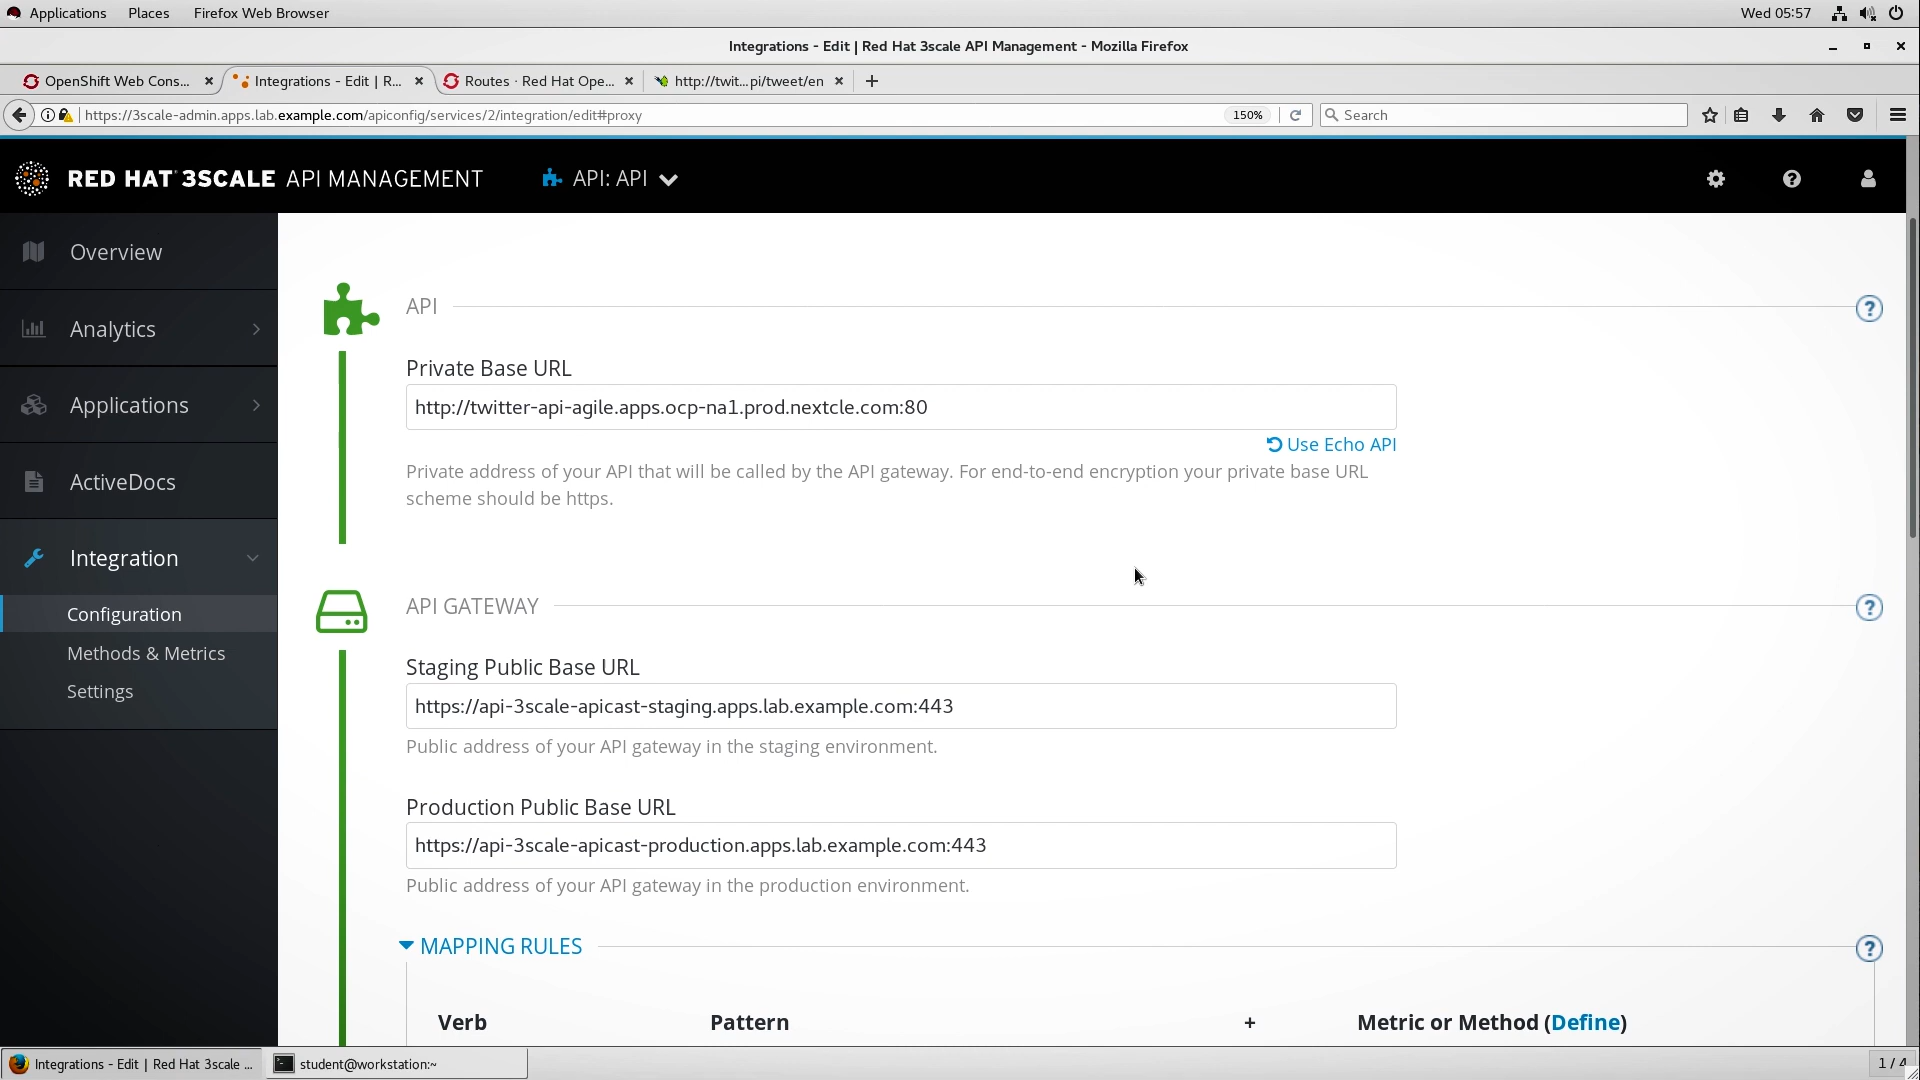 Applications Places Firefox Web Browser Wed 05:57
Integrations - Edit | Red Hat 3scale API Management - Mozilla Firefox
OpenShift Web Cons... Integrations - Edit | R... Routes · Red Hat Ope... http://twit...pi/tweet/en
https://3scale-admin.apps.lab.example.com/apiconfig/services/2/integration/edit#proxy 150% Search
RED HAT 3SCALE API MANAGEMENT API: API
Overview
Analytics
Applications
ActiveDocs
Integration
Configuration
Methods & Metrics
Settings
API
Private Base URL
http://twitter-api-agile.apps.ocp-na1.prod.nextcle.com:80
Use Echo API
Private address of your API that will be called by the API gateway. For end-to-end encryption your private base URL
scheme should be https.
API GATEWAY
Staging Public Base URL
https://api-3scale-apicast-staging.apps.lab.example.com:443
Public address of your API gateway in the staging environment.
Production Public Base URL
https://api-3scale-apicast-production.apps.lab.example.com:443
Public address of your API gateway in the production environment.
MAPPING RULES
Verb Pattern + Metric or Method (Define)
Integrations - Edit | Red Hat 3scale ... student@workstation:~ 1 / 4